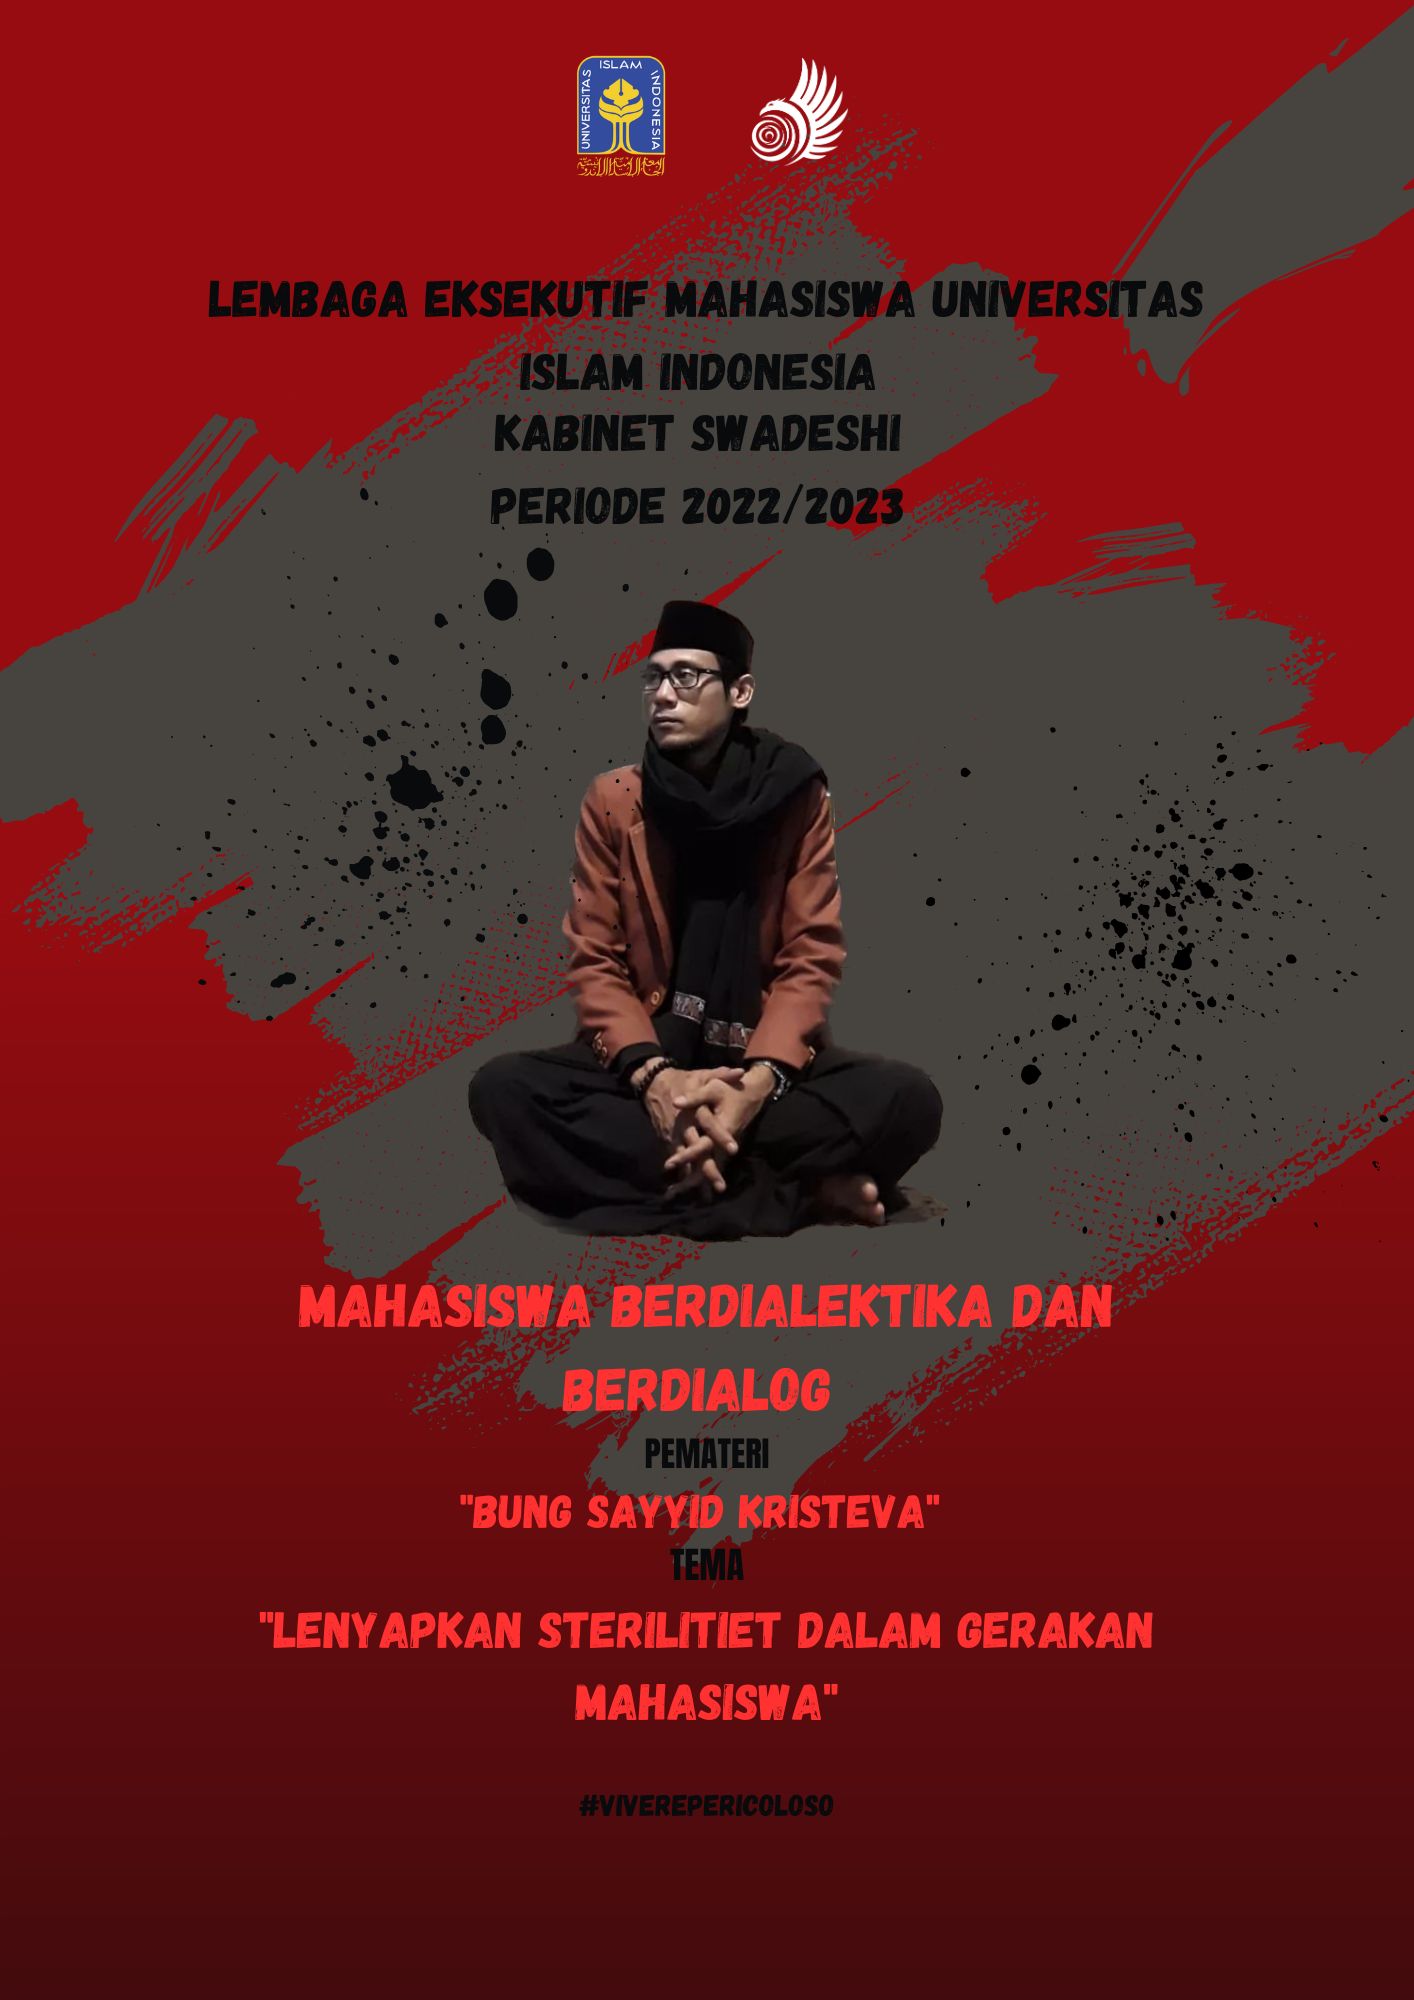 UNIVERSITAS ISLAM INDONESIA
LEMBAGA EKSEKUTIF MAHASISWA UNIVERSITAS
ISLAM INDONESIA
KABINET SWADESHI
PERIODE 2022/2023
MAHASISWA BERDIALEKTIKA DAN
BERDIALOG
PEMATERI
"BUNG SAYYID KRISTEVA"
TEMA
"LENYAPKAN STERILITIET DALAM GERAKAN
MAHASISWA"
#VIVEREPERICOLOSO